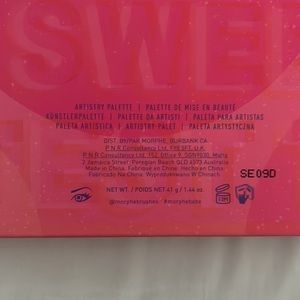 SWE
ARTISTRY PALETTE | PALETTE DE MISE EN BEAUTÉ
KÜNSTLERPALETTE | PALETTE DA ARTISTI | PALETA PARA ARTISTAS
PALETA ARTÍSTICA | ARTISTRY-PALET | PALETA ARTYSTYCZNA
DIST. BY/PAR MORPHE, BURBANK CA
P.N.R Consultancy Ltd, FY8 5FT, U.K.
P.N.R Consultancy Ltd, 152, Office 9, SGN9030, Malta
7 Jamaica Street, Peregian Beach QLD 4573 Australia
Made in China. Fabriqué en Chine. Hecho en China.
Fabricado Na China. Wyprodukowano W Chinach.
SE09D
NET WT. / POIDS NET 41 g / 1.44 oz.
@morphebrushes | #morphebabe